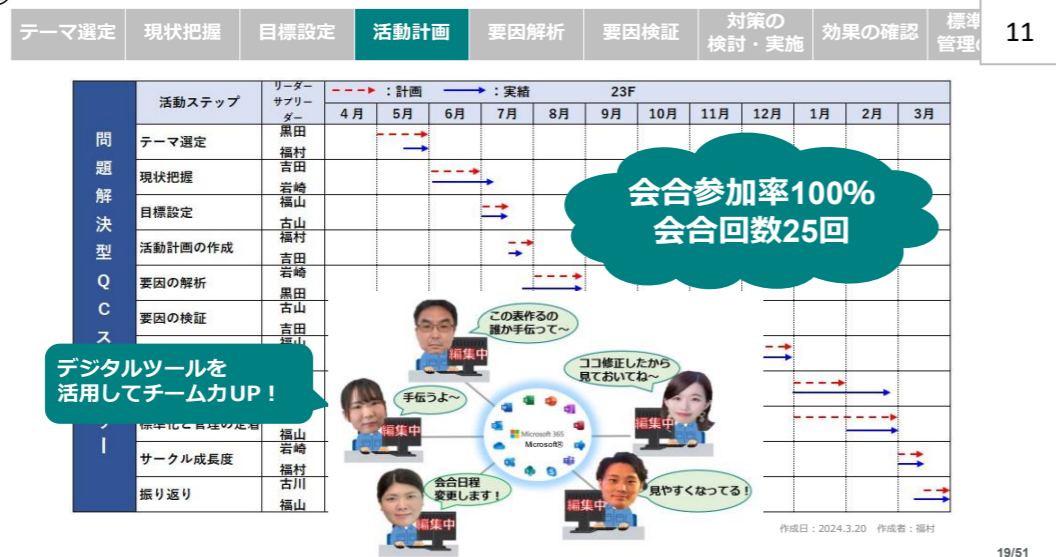 テーマ選定
現状把握
目標設定
活動計画
要因解析
要因検証
対策の
検討・実施
効果の確認
標準
管理
11
問題解決型QCス
リー
活動ステップ
リーダー
サブリー
ダー
：計画
：実績
23F
4月 5月 6月 7月 8月 9月 10月 11月 12月 1月 2月 3月
テーマ選定
黒田
福村
現状把握
吉田
岩崎
目標設定
福山
古山
活動計画の作成
福村
吉田
要因の解析
岩崎
黒田
要因の検証
古山
吉田
福山
標準化と管理の定着
福山
サークル成長度
岩崎
福村
振り返り
古川
福山
会合参加率100%
会合回数25回
デジタルツールを
活用してチーム力UP！
この表作るの
誰か手伝って～
編集中
ココ修正したから
見ておいてね～
編集中
手伝うよ～
編集中
Microsoft 365
Microsoft®
会合日程
変更します！
編集中
見やすくなってる！
編集中
作成日：2024.3.20 作成者：福村
19/51